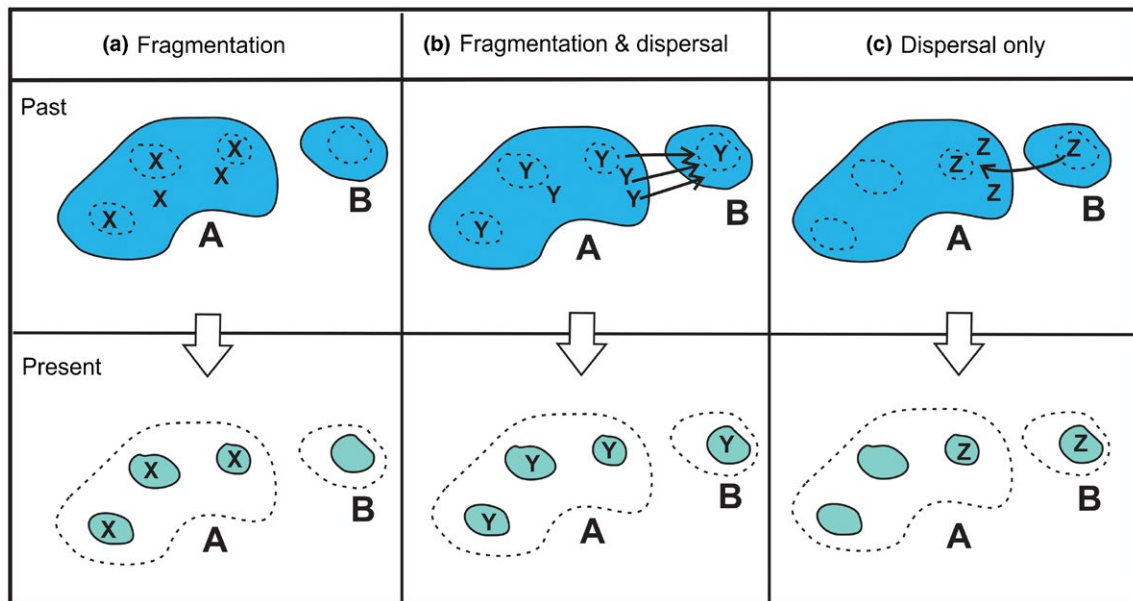 (a) Fragmentation
(b) Fragmentation & dispersal
(c) Dispersal only
Past
X
X
X
X
X
A
B
Y
Y
Y
Y
Y
Y
Y
A
B
Z
Z
Z
Z
A
B
Present
X
X
X
A
B
Y
Y
Y
Y
A
B
Z
Z
A
B